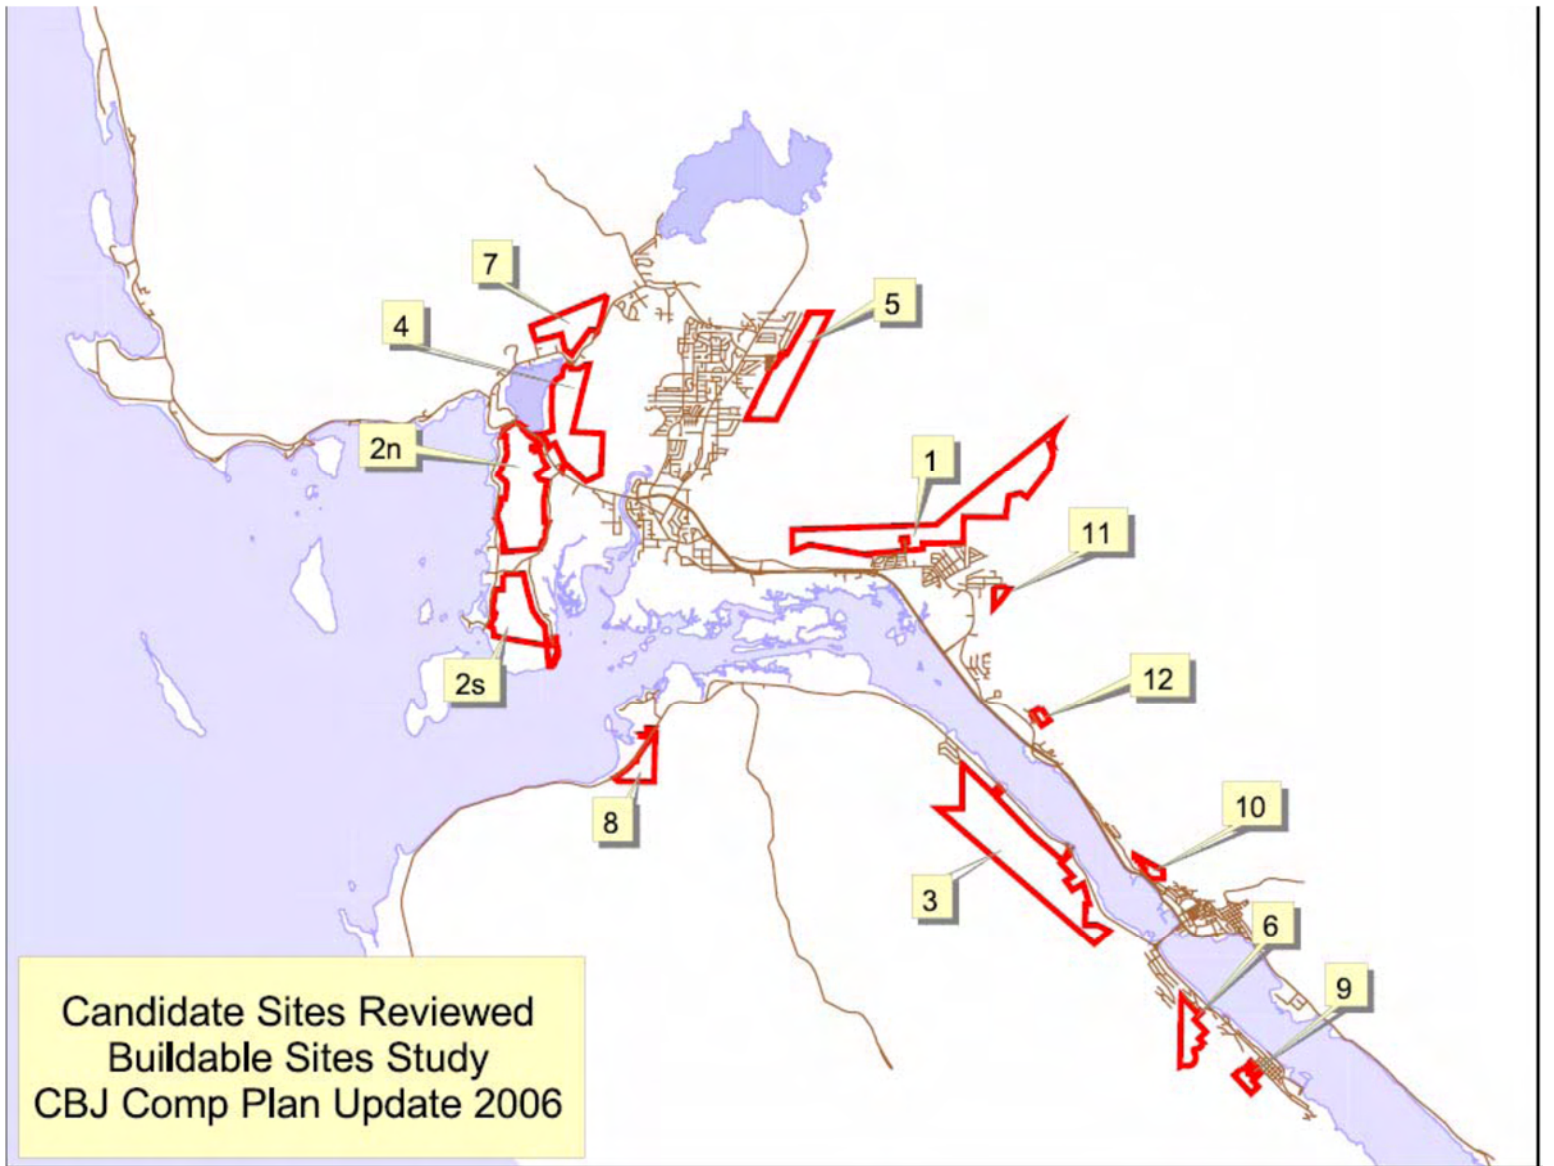 7
5
4
2n
1
11
2s
12
8
10
3
6
9
Candidate Sites Reviewed
Buildable Sites Study
CBJ Comp Plan Update 2006